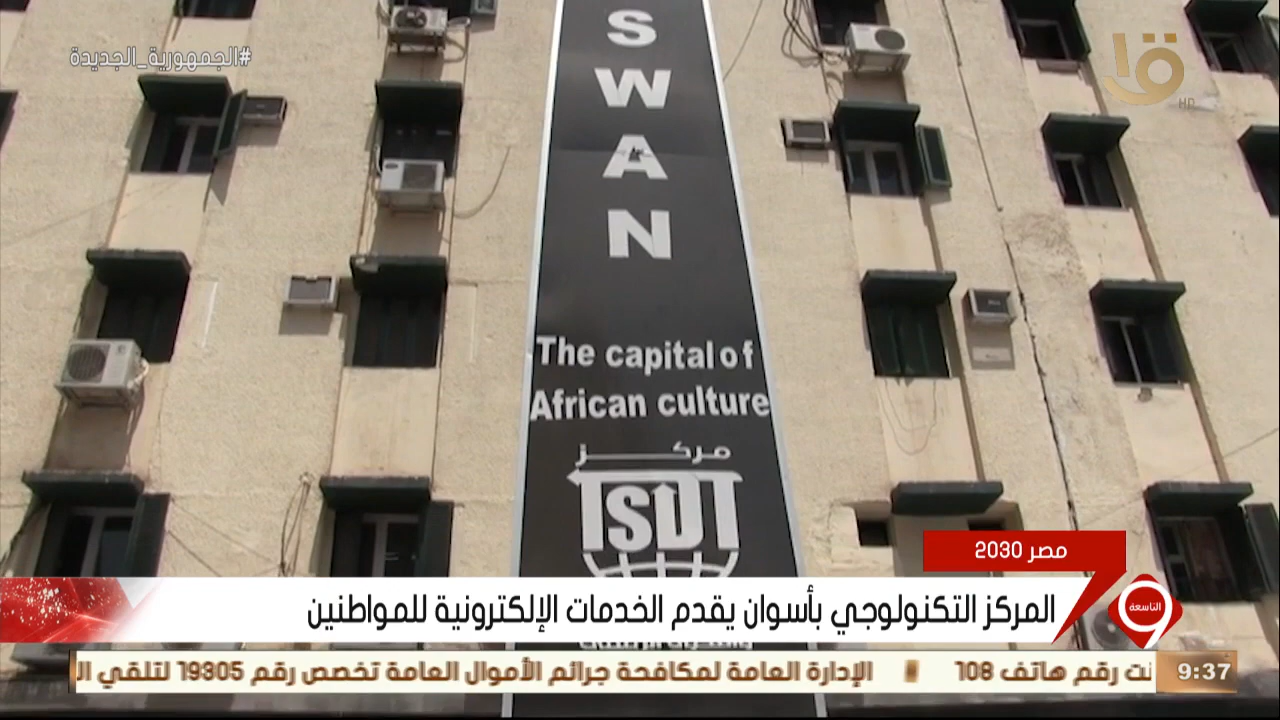 #الجمهورية_الجديدة
HD
S
W
A
N
The capital of
African culture
مركز
TSDT
مصر 2030
التاسعة
المركز التكنولوجي بأسوان يقدم الخدمات الإلكترونية للمواطنين
9:37
نت رقم هاتف 108 الإدارة العامة لمكافحة جرائم الأموال العامة تخصص رقم 19305 لتلقي ال